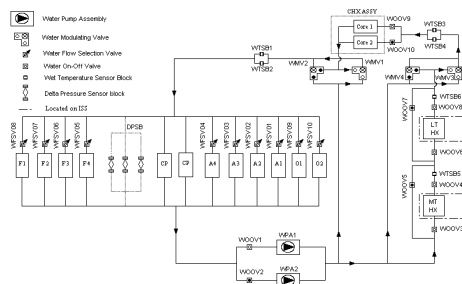 Water Pump Assembly
Water Modulating Valve
Water Flow Selection Valve
Water On-Off Valve
Wet Temperature Sensor Block
Delta Pressure Sensor block
Located on ISS
CHX ASSY
Core 1
Core 2
WOOV9
WOOV10
WTSB3
WTSB4
WTSB1
WTSB2
WMV2
WMV1
WMV4
WMV3
WTSB6
WOOV8
WOOV7
LT
HX
WOOV6
WTSB5
WOOV4
WOOV5
MT
HX
WOOV3
DPSB
WFSV08
WFSV07
WFSV06
WFSV05
WFSV04
WFSV03
WFSV02
WFSV01
WFSV09
WFSV10
F1
F2
F3
F4
CP
CP
A4
A3
A2
A1
O1
O2
WOOV1
WPA1
WOOV2
WPA2